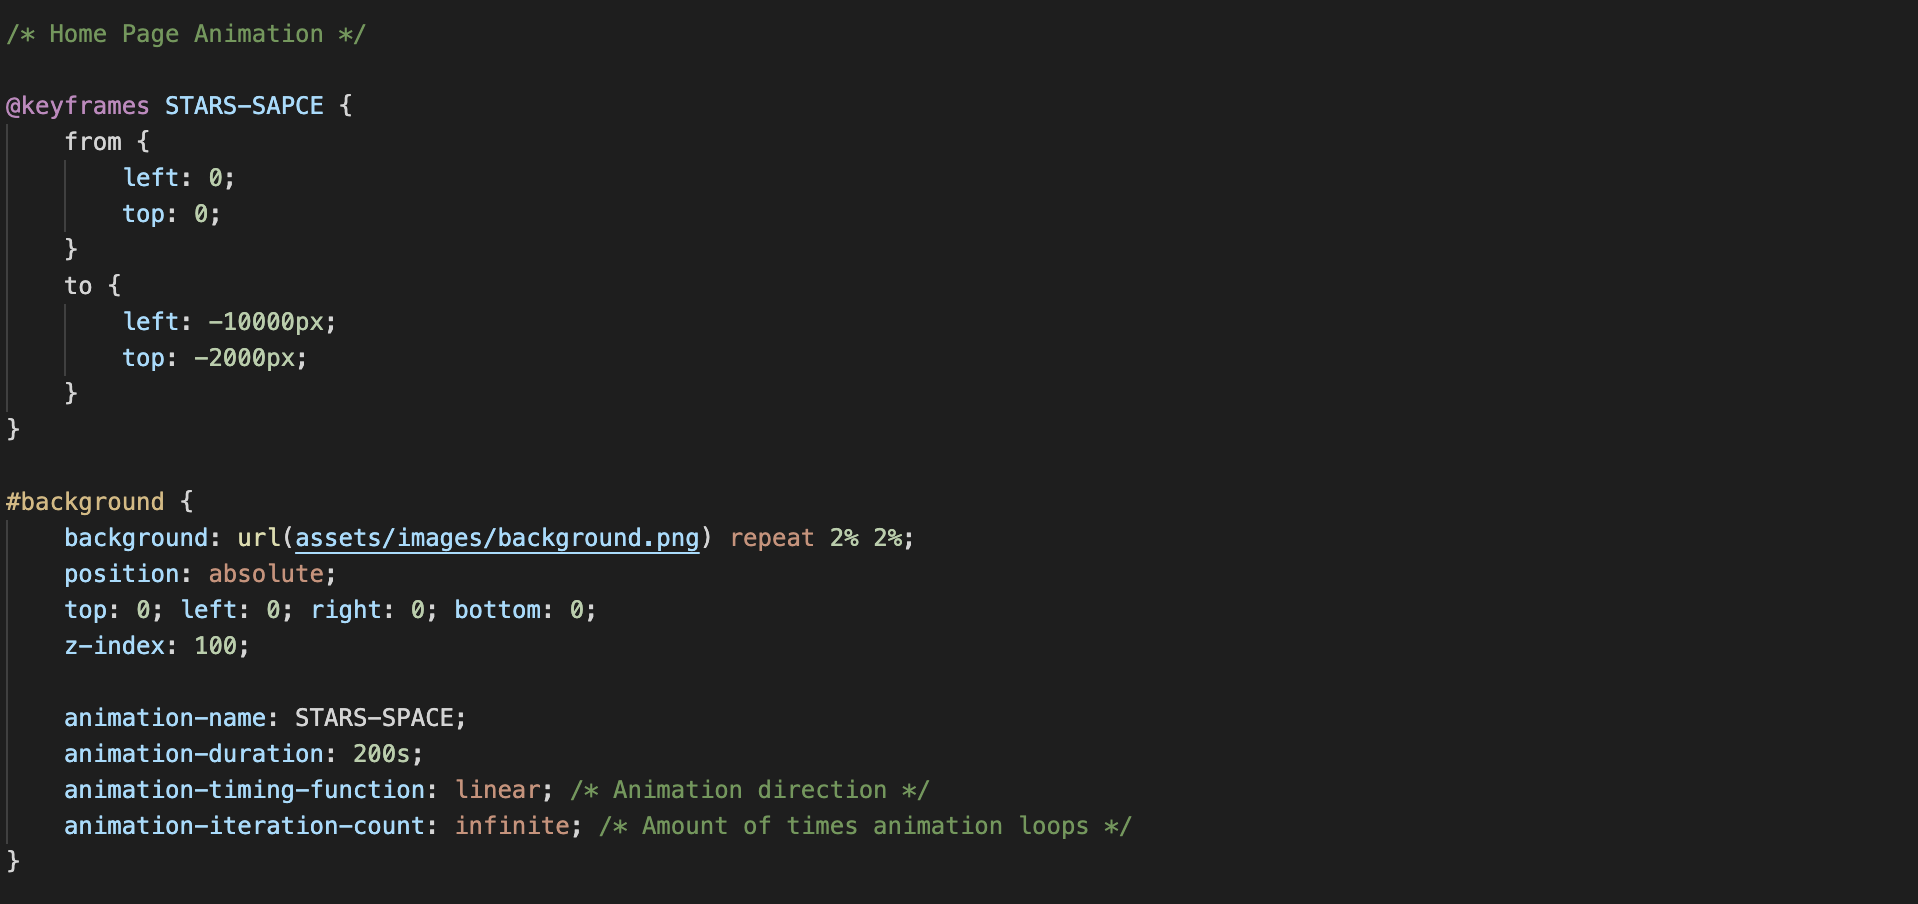 /* Home Page Animation */
@keyframes STARS-SAPCE {
from {
left: 0;
top: 0;
}
to {
left: -10000px;
top: -2000px;
}
}
#background {
background: url(assets/images/background.png) repeat 2% 2%;
position: absolute;
top: 0; left: 0; right: 0; bottom: 0;
z-index: 100;
animation-name: STARS-SPACE;
animation-duration: 200s;
animation-timing-function: linear; /* Animation direction */
animation-iteration-count: infinite; /* Amount of times animation loops */
}